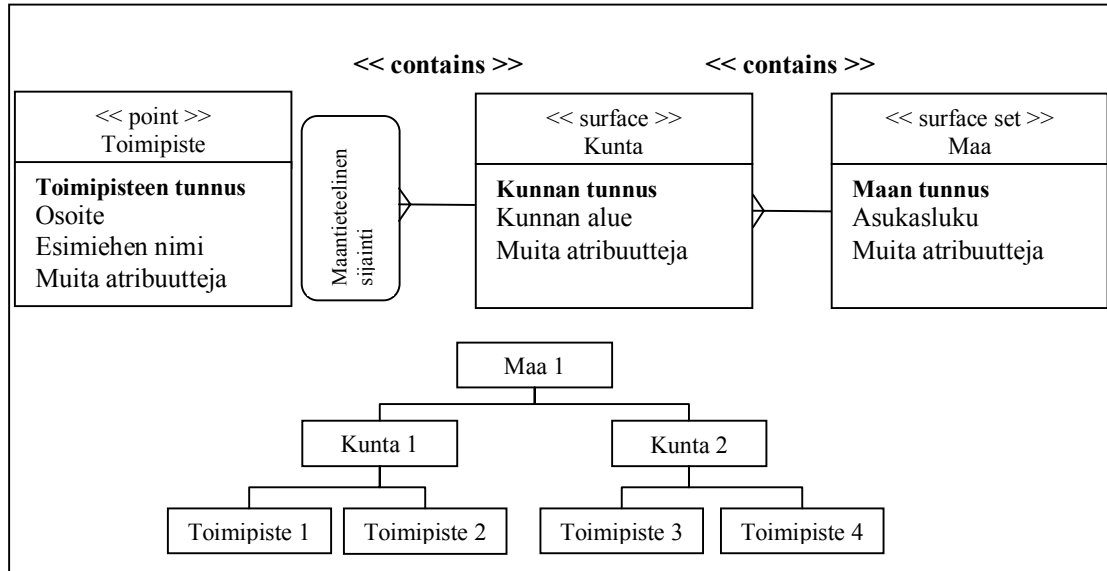 << contains >>
<< contains >>
<< point >>
Toimipiste
Toimipisteen tunnus
Osoite
Esimiehen nimi
Muita atribuutteja
Maantieteelinen
sijainti
<< surface >>
Kunta
Kunnan tunnus
Kunnan alue
Muita atribuutteja
<< surface set >>
Maa
Maan tunnus
Asukasluku
Muita atribuutteja
Maa 1
Kunta 1
Kunta 2
Toimipiste 1
Toimipiste 2
Toimipiste 3
Toimipiste 4